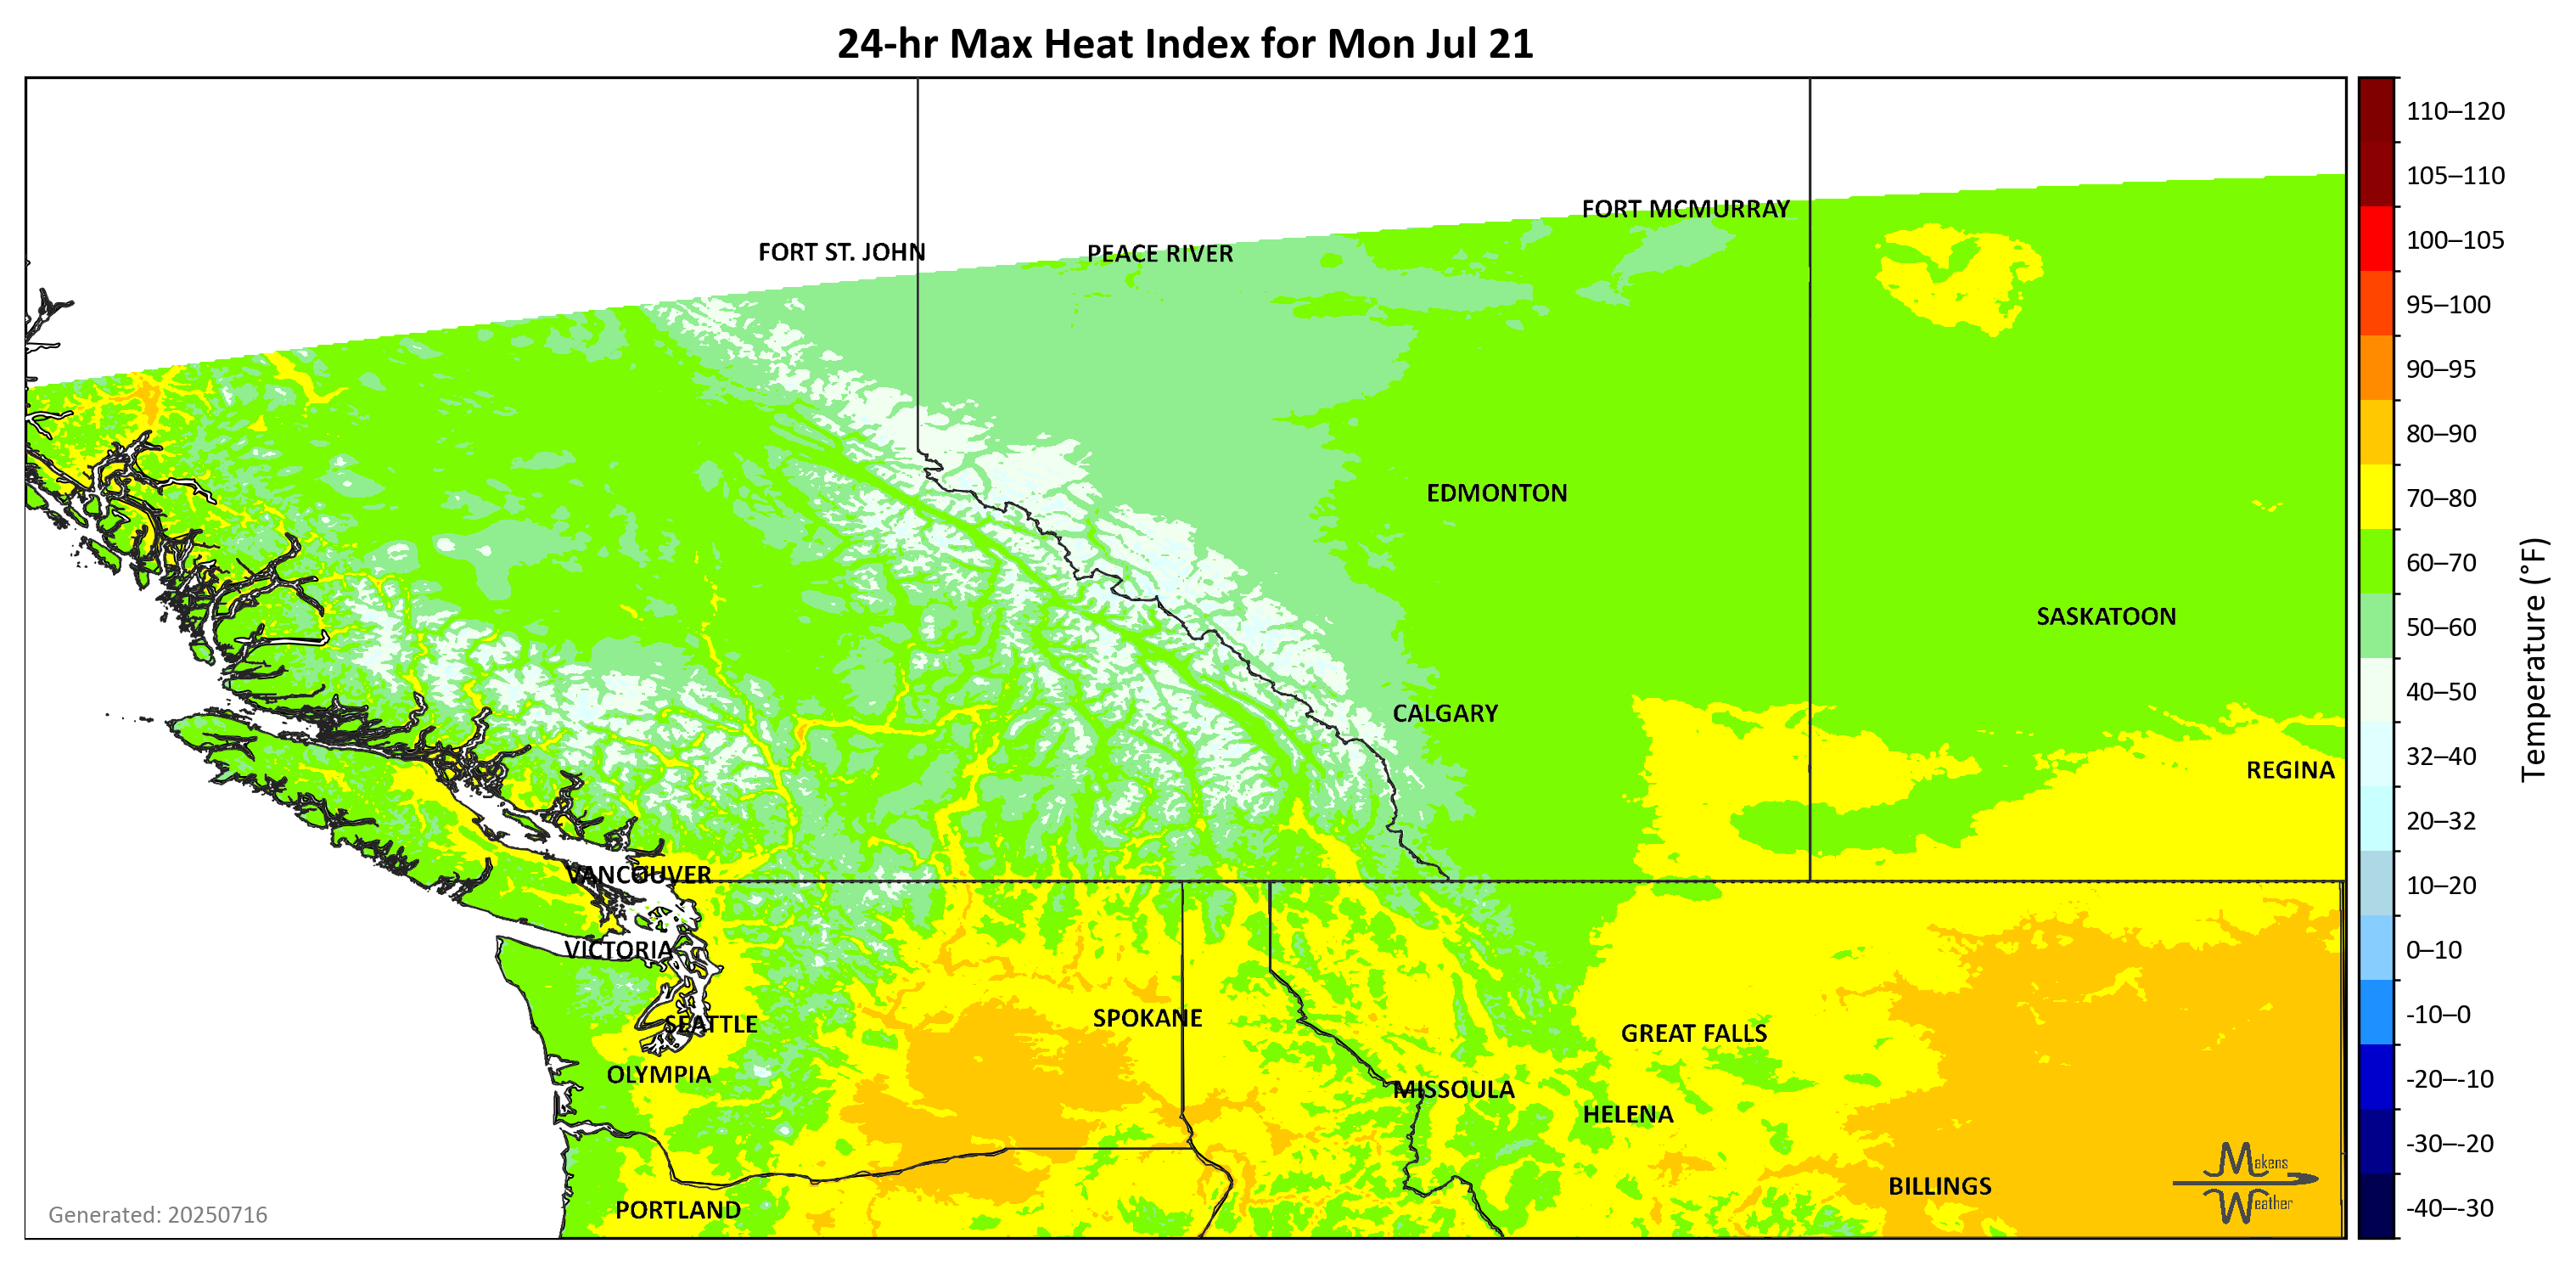 24-hr Max Heat Index for Mon Jul 21
FORT MCMURRAY
FORT ST. JOHN
PEACE RIVER
EDMONTON
SASKATOON
CALGARY
REGINA
VANCOUVER
VICTORIA
SEATTLE
SPOKANE
GREAT FALLS
OLYMPIA
MISSOULA
HELENA
BILLINGS
PORTLAND
Makens
Weather
Generated: 20250716
110–120
105–110
100–105
95–100
90–95
80–90
70–80
60–70
50–60
40–50
32–40
20–32
10–20
0–10
-10–0
-20–-10
-30–-20
-40–-30
Temperature (°F)